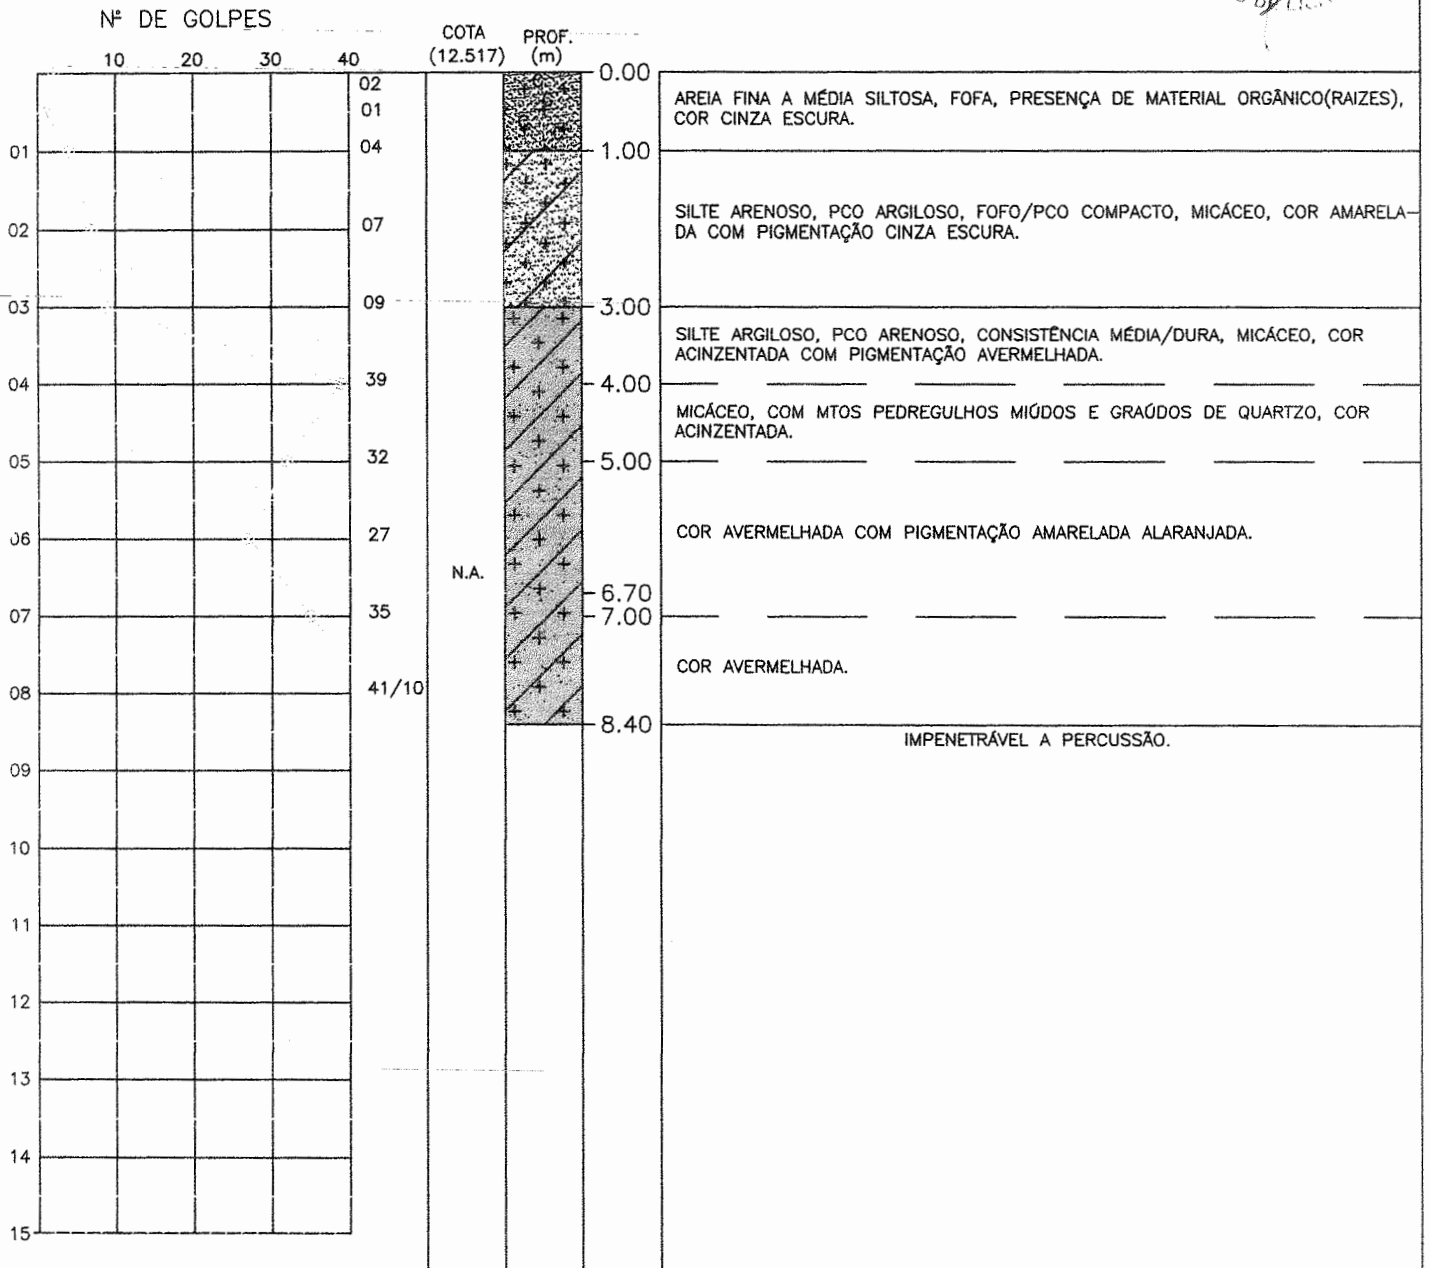 Nº DE GOLPES
COTA PROF.
10 20 30 40 (12.517) (m)
0.00
02
01
AREIA FINA A MÉDIA SILTOSA, FOFA, PRESENÇA DE MATERIAL ORGÂNICO(RAIZES),
COR CINZA ESCURA.
01 04 1.00
SILTE ARENOSO, PCO ARGILOSO, FOFO/PCO COMPACTO, MICÁCEO, COR AMARELA-
DA COM PIGMENTAÇÃO CINZA ESCURA.
02 07
03 09 3.00
SILTE ARGILOSO, PCO ARENOSO, CONSISTÊNCIA MÉDIA/DURA, MICÁCEO, COR
ACINZENTADA COM PIGMENTAÇÃO AVERMELHADA.
04 39 4.00
MICÁCEO, COM MTOS PEDREGULHOS MIÚDOS E GRAÚDOS DE QUARTZO, COR
ACINZENTADA.
05 32 5.00
06 27
COR AVERMELHADA COM PIGMENTAÇÃO AMARELADA ALARANJADA.
N.A. 6.70
07 35 7.00
COR AVERMELHADA.
08 41/10
8.40
IMPENETRÁVEL A PERCUSSÃO.
09
10
11
12
13
14
15